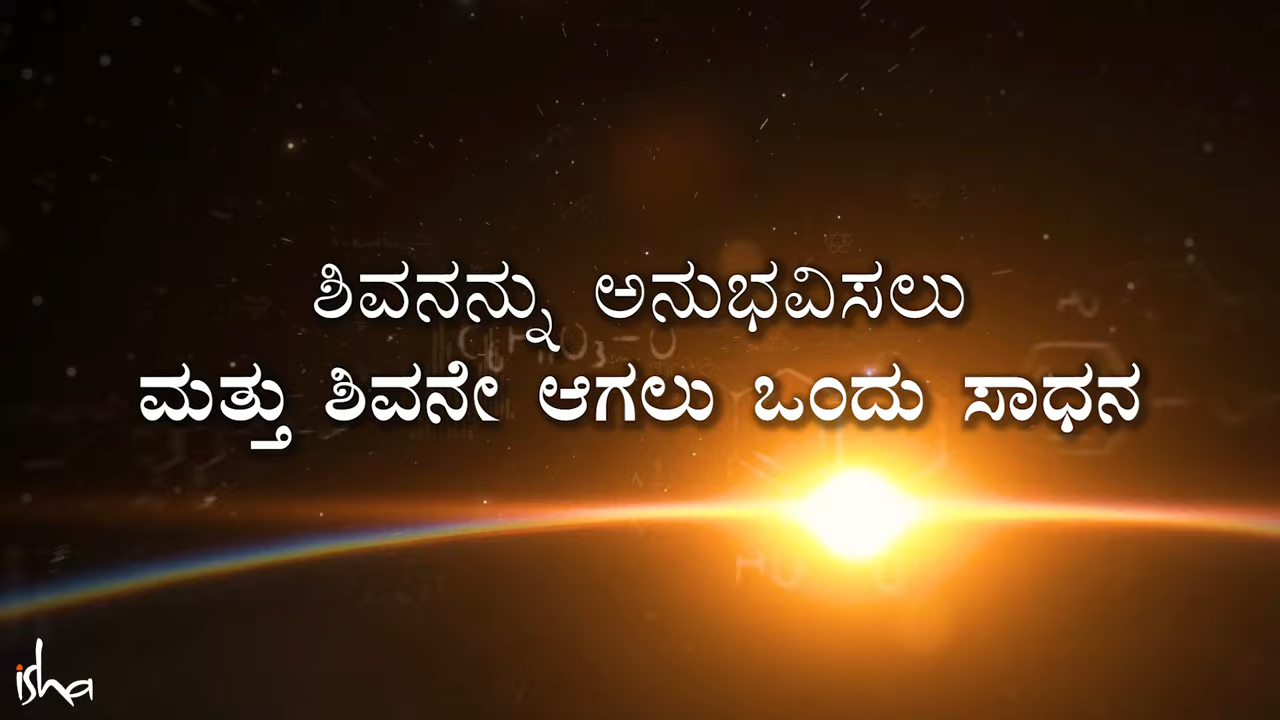 ಶಿವನನ್ನು ಅನುಭವಿಸಲು
ಮತ್ತು ಶಿವನೇ ಆಗಲು ಒಂದು ಸಾಧನ
isha